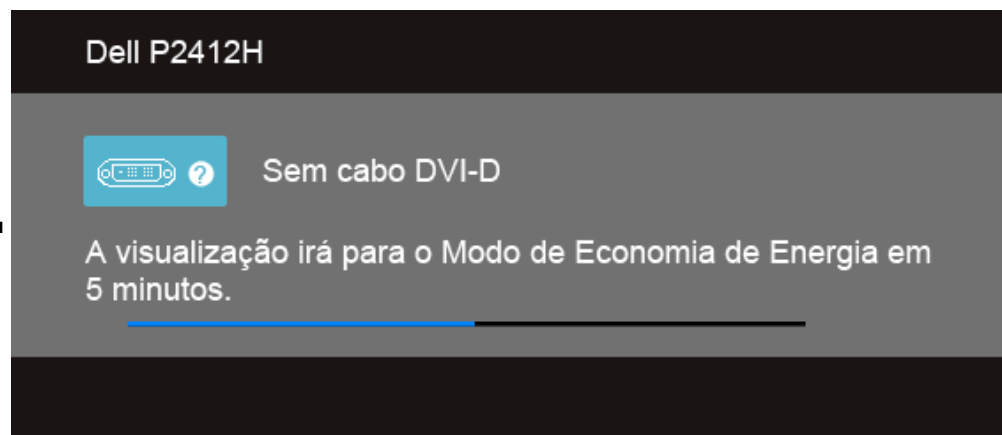 Dell P2412H
Sem cabo DVI-D
A visualização irá para o Modo de Economia de Energia em
5 minutos.